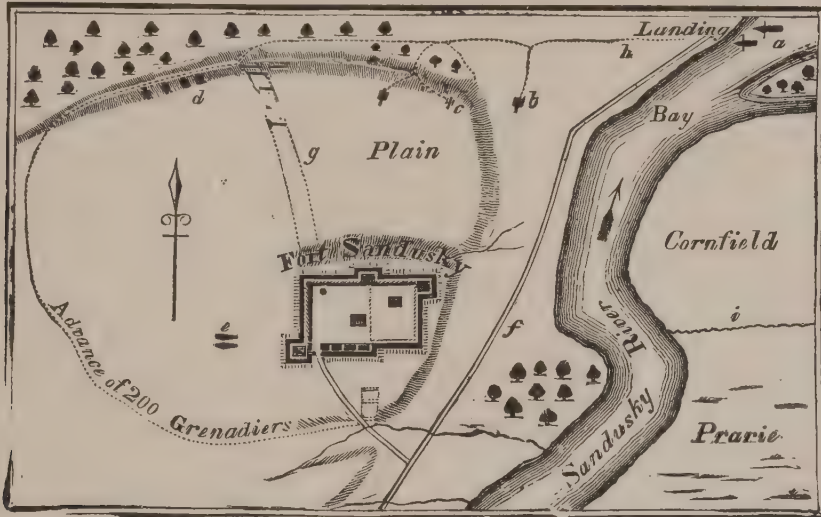 Landing
a
h
b
c
d
Bay
Plain
g
Cornfield
Fort Sandusky
i
e
f
Advance of 200 Grenadiers
Sandusky River
Prarie